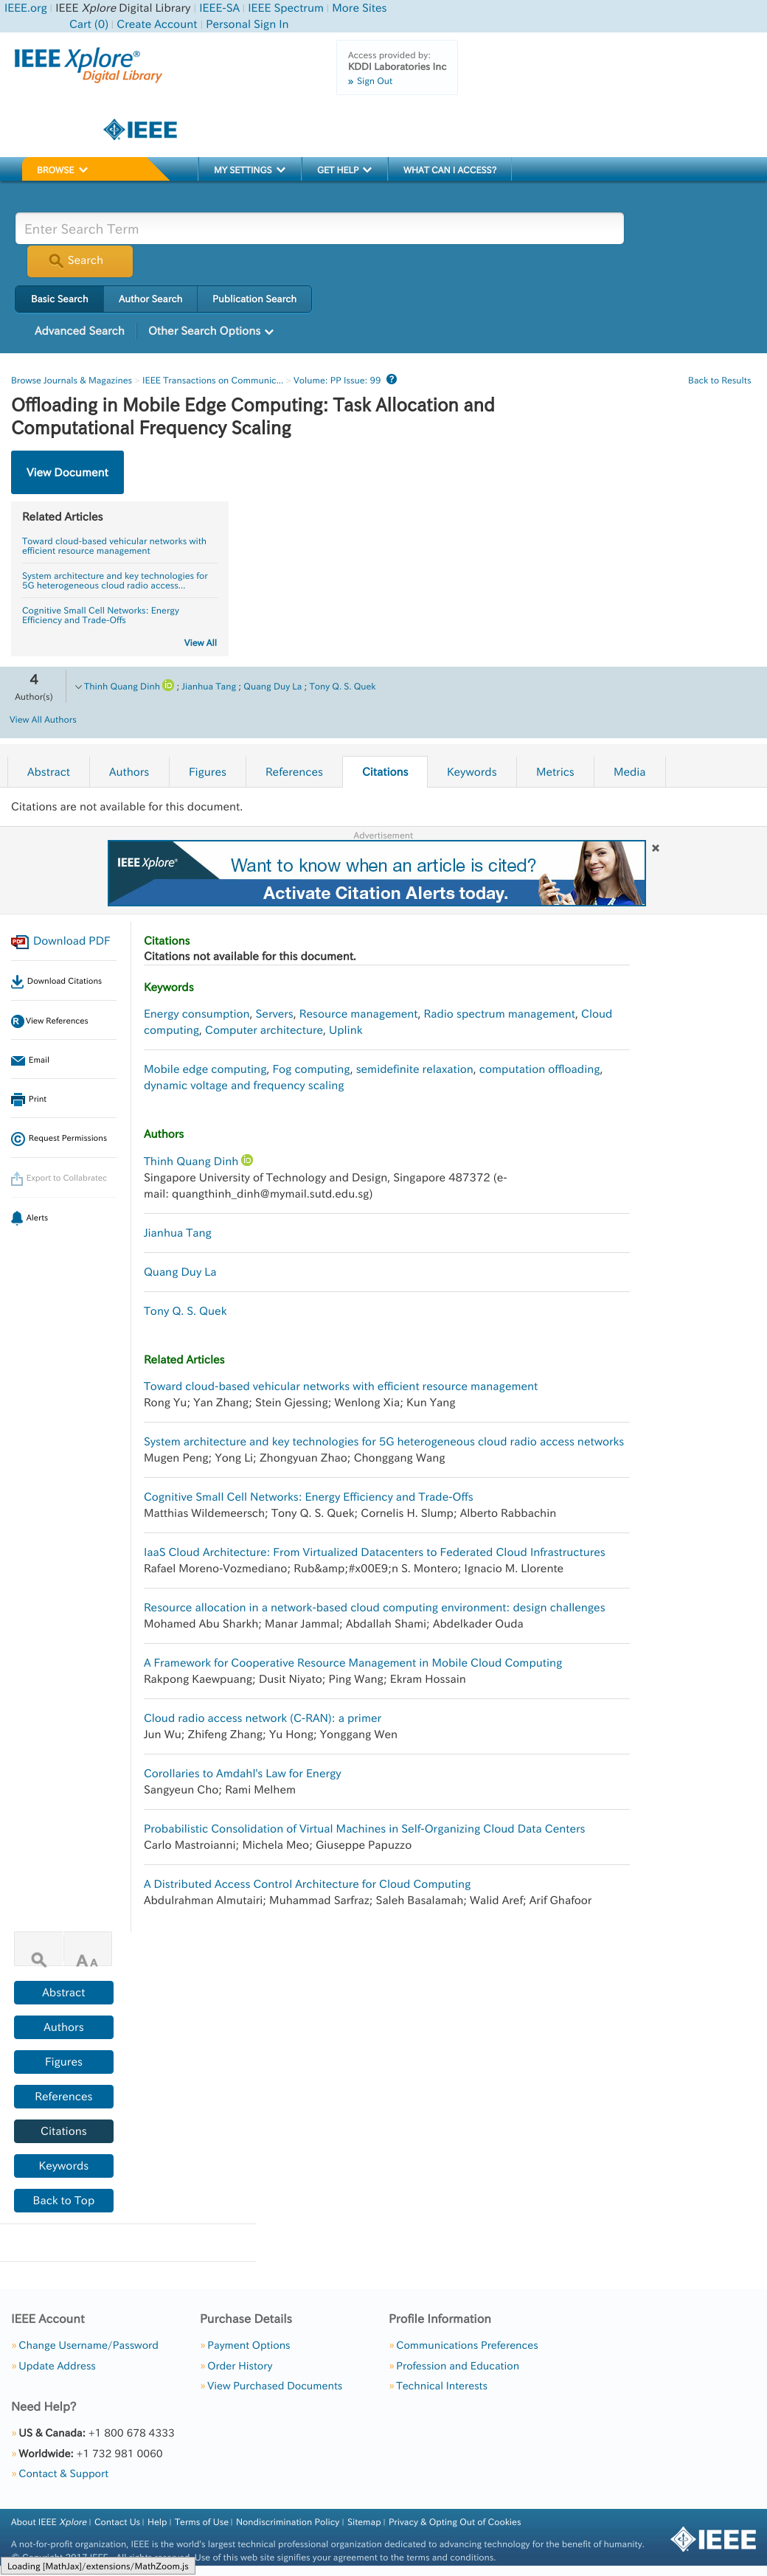 IEEE.org | IEEE Xplore Digital Library | IEEE-SA | IEEE Spectrum | More Sites
Cart (0) | Create Account | Personal Sign In
IEEE Xplore®
Digital Library
Access provided by:
KDDI Laboratories Inc
» Sign Out
IEEE
BROWSE
MY SETTINGS
GET HELP
WHAT CAN I ACCESS?
Enter Search Term
Search
Basic Search
Author Search
Publication Search
Advanced Search
Other Search Options
Browse Journals & Magazines > IEEE Transactions on Communic... > Volume: PP Issue: 99 ?
Back to Results
Offloading in Mobile Edge Computing: Task Allocation and
Computational Frequency Scaling
View Document
Related Articles
Toward cloud-based vehicular networks with
efficient resource management
System architecture and key technologies for
5G heterogeneous cloud radio access...
Cognitive Small Cell Networks: Energy
Efficiency and Trade-Offs
View All
4
Author(s)
Thinh Quang Dinh iD ; Jianhua Tang ; Quang Duy La ; Tony Q. S. Quek
View All Authors
Abstract
Authors
Figures
References
Citations
Keywords
Metrics
Media
Citations are not available for this document.
Advertisement
IEEE Xplore®
Want to know when an article is cited?
Activate Citation Alerts today.
Download PDF
Download Citations
View References
Email
Print
Request Permissions
Export to Collabratec
Alerts
Citations
Citations not available for this document.
Keywords
Energy consumption, Servers, Resource management, Radio spectrum management, Cloud
computing, Computer architecture, Uplink
Mobile edge computing, Fog computing, semidefinite relaxation, computation offloading,
dynamic voltage and frequency scaling
Authors
Thinh Quang Dinh iD
Singapore University of Technology and Design, Singapore 487372 (e-
mail: quangthinh_dinh@mymail.sutd.edu.sg)
Jianhua Tang
Quang Duy La
Tony Q. S. Quek
Related Articles
Toward cloud-based vehicular networks with efficient resource management
Rong Yu; Yan Zhang; Stein Gjessing; Wenlong Xia; Kun Yang
System architecture and key technologies for 5G heterogeneous cloud radio access networks
Mugen Peng; Yong Li; Zhongyuan Zhao; Chonggang Wang
Cognitive Small Cell Networks: Energy Efficiency and Trade-Offs
Matthias Wildemeersch; Tony Q. S. Quek; Cornelis H. Slump; Alberto Rabbachin
IaaS Cloud Architecture: From Virtualized Datacenters to Federated Cloud Infrastructures
Rafael Moreno-Vozmediano; Rub&amp;#x00E9;n S. Montero; Ignacio M. Llorente
Resource allocation in a network-based cloud computing environment: design challenges
Mohamed Abu Sharkh; Manar Jammal; Abdallah Shami; Abdelkader Ouda
A Framework for Cooperative Resource Management in Mobile Cloud Computing
Rakpong Kaewpuang; Dusit Niyato; Ping Wang; Ekram Hossain
Cloud radio access network (C-RAN): a primer
Jun Wu; Zhifeng Zhang; Yu Hong; Yonggang Wen
Corollaries to Amdahl's Law for Energy
Sangyeun Cho; Rami Melhem
Probabilistic Consolidation of Virtual Machines in Self-Organizing Cloud Data Centers
Carlo Mastroianni; Michela Meo; Giuseppe Papuzzo
A Distributed Access Control Architecture for Cloud Computing
Abdulrahman Almutairi; Muhammad Sarfraz; Saleh Basalamah; Walid Aref; Arif Ghafoor
A A
Abstract
Authors
Figures
References
Citations
Keywords
Back to Top
IEEE Account
» Change Username/Password
» Update Address
Purchase Details
» Payment Options
» Order History
» View Purchased Documents
Profile Information
» Communications Preferences
» Profession and Education
» Technical Interests
Need Help?
» US & Canada: +1 800 678 4333
» Worldwide: +1 732 981 0060
» Contact & Support
About IEEE Xplore | Contact Us | Help | Terms of Use | Nondiscrimination Policy | Sitemap | Privacy & Opting Out of Cookies
A not-for-profit organization, IEEE is the world's largest technical professional organization dedicated to advancing technology for the benefit of humanity.
Use of this web site signifies your agreement to the terms and conditions.
IEEE
Loading [MathJax]/extensions/MathZoom.js